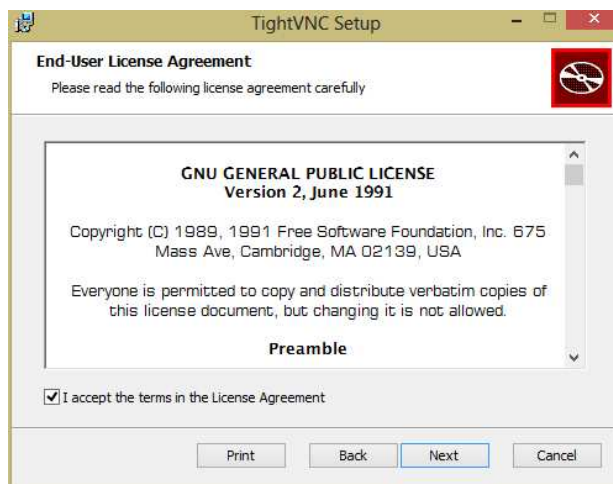 TightVNC Setup
End-User License Agreement
Please read the following license agreement carefully
GNU GENERAL PUBLIC LICENSE
Version 2, June 1991
Copyright (C) 1989, 1991 Free Software Foundation, Inc. 675
Mass Ave, Cambridge, MA 02139, USA
Everyone is permitted to copy and distribute verbatim copies of
this license document, but changing it is not allowed.
Preamble
I accept the terms in the License Agreement
Print Back Next Cancel